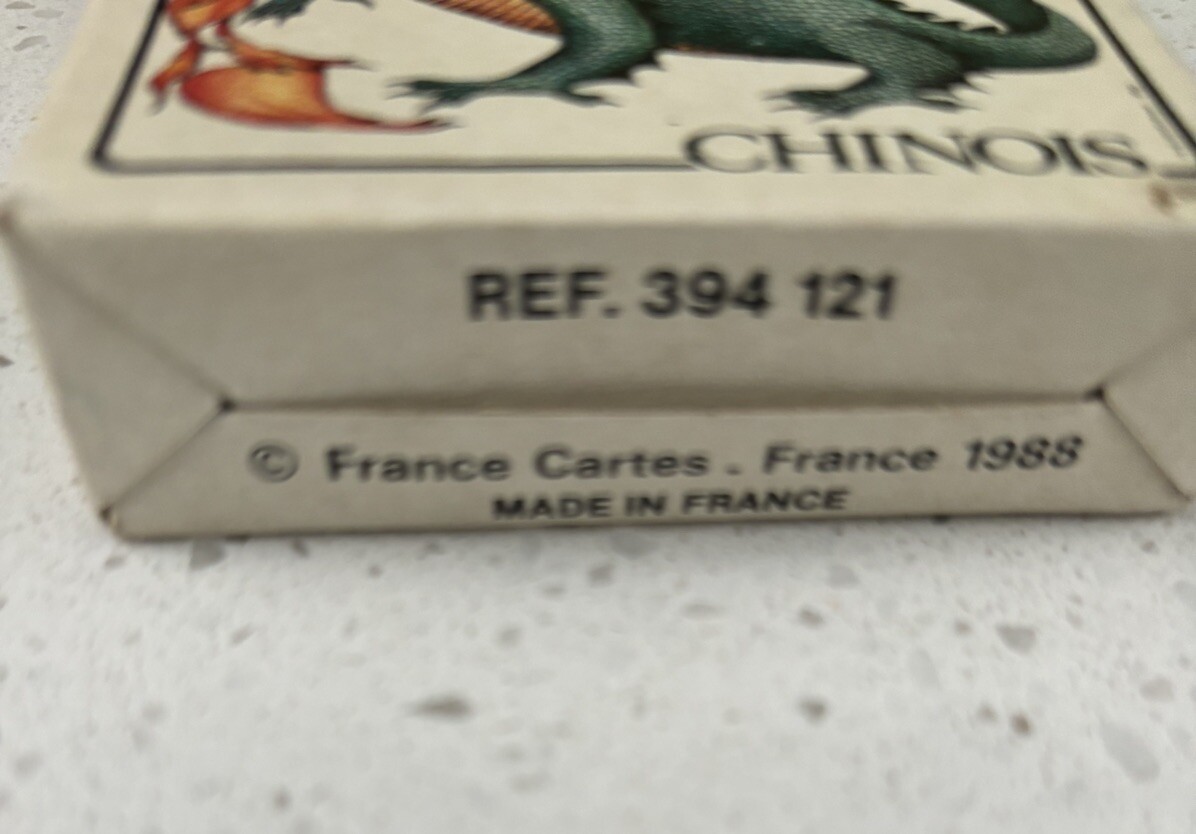 CHINOIS
REF. 394 121
© France Cartes . France 1988
MADE IN FRANCE